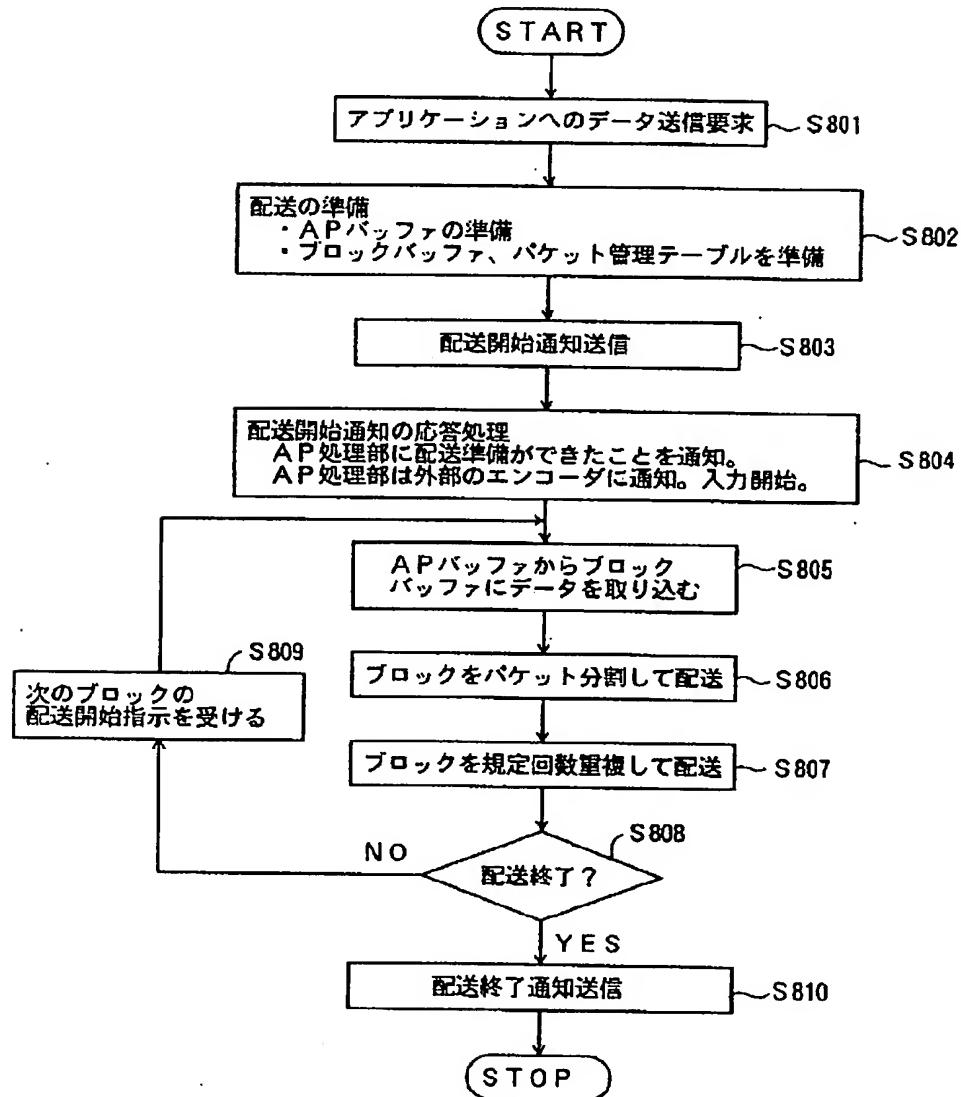 START
アプリケーションへのデータ送信要求
S801
配送の準備
・APバッファの準備
・ブロックバッファ、パケット管理テーブルを準備
S802
配送開始通知送信
S803
配送開始通知の応答処理
AP処理部に配送準備ができたことを通知。
AP処理部は外部のエンコーダに通知。入力開始。
S804
APバッファからブロック
バッファにデータを取り込む
S805
ブロックをパケット分割して配送
S806
ブロックを規定回数重複して配送
S807
配送終了?
S808
NO
次のブロックの
配送開始指示を受ける
S809
YES
配送終了通知送信
S810
STOP